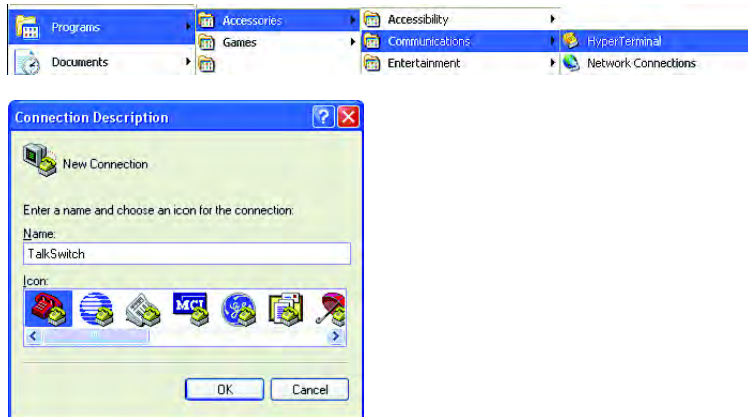 Programs
Accessories
Accessibility
Games
Communications
HyperTerminal
Documents
Entertainment
Network Connections
Connection Description
New Connection
Enter a name and choose an icon for the connection:
Name:
TalkSwitch
Icon:
MCI
OK
Cancel